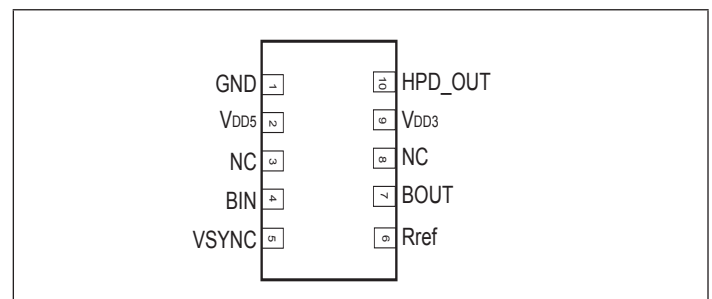 GND 1 10 HPD_OUT
VDD5 2 9 VDD3
NC 3 8 NC
BIN 4 7 BOUT
VSYNC 5 6 Rref